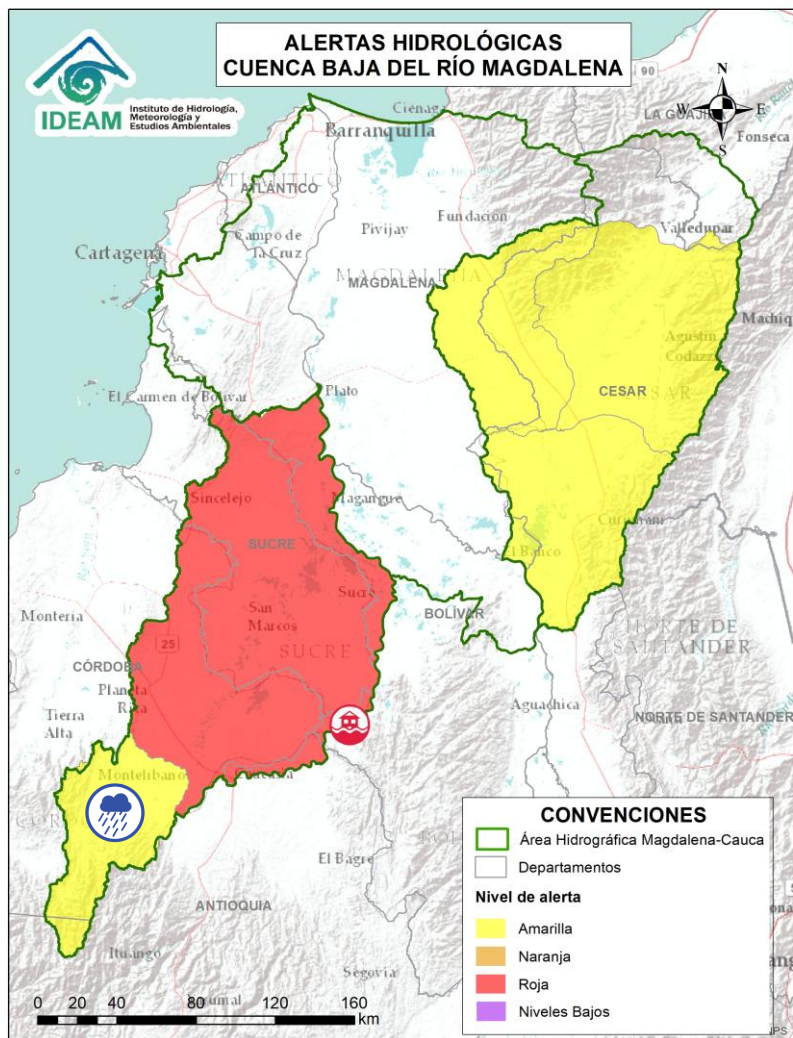 ALERTAS HIDROLÓGICAS
CUENCA BAJA DEL RÍO MAGDALENA
IDEAM
Instituto de Hidrología,
Meteorología y
Estudios Ambientales
90
N
W
E
S
LA GUAJIRA
Fonseca
Ciénaga
Barranquilla
ATLÁNTICO
Fundación
Pivijay
Campo de
la Cruz
Valledupar
Cartagena
MAGDALENA
MAGDALENA
Machiq
Agustín
Codazzi
CESAR
El Carmen de Bolívar
Plato
Sincelejo
Magangue
El Banco
SUCRE
Sucre
San
Marcos
SUCRE
BOLÍVAR
Montería
25
NORTE DE
SANTANDER
CÓRDOBA
Planeta
Rica
Tierra
Alta
Aguachica
NORTE DE SANTANDER
Montelibano
El Bagre
ANTIOQUIA
Ituango
Segovia
CONVENCIONES
Área Hidrográfica Magdalena-Cauca
Departamentos
Nivel de alerta
Amarilla
Naranja
Roja
Niveles Bajos
0 20 40 80 120 160
km